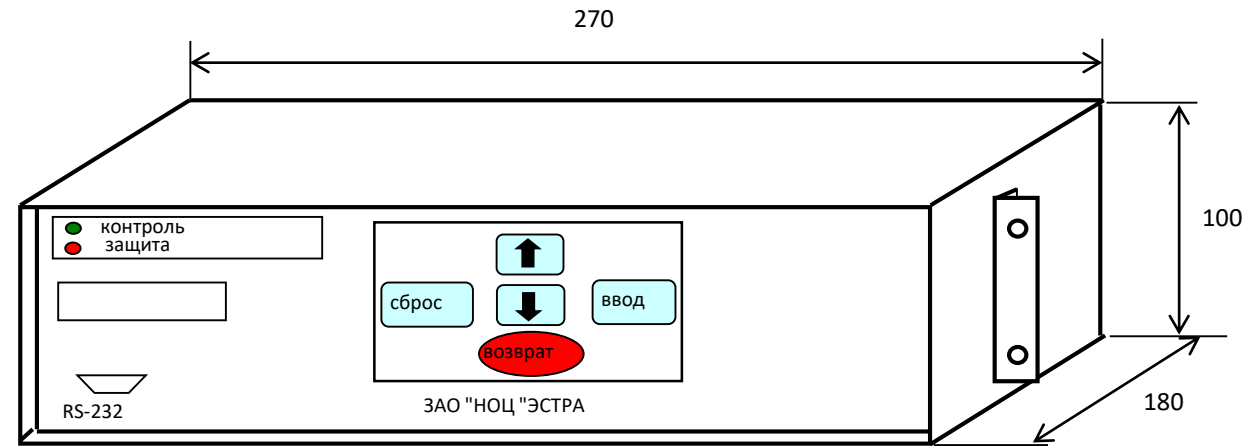 270
контроль
защита
100
сброс
ввод
возврат
RS-232
ЗАО "НОЦ "ЭСТРА
180